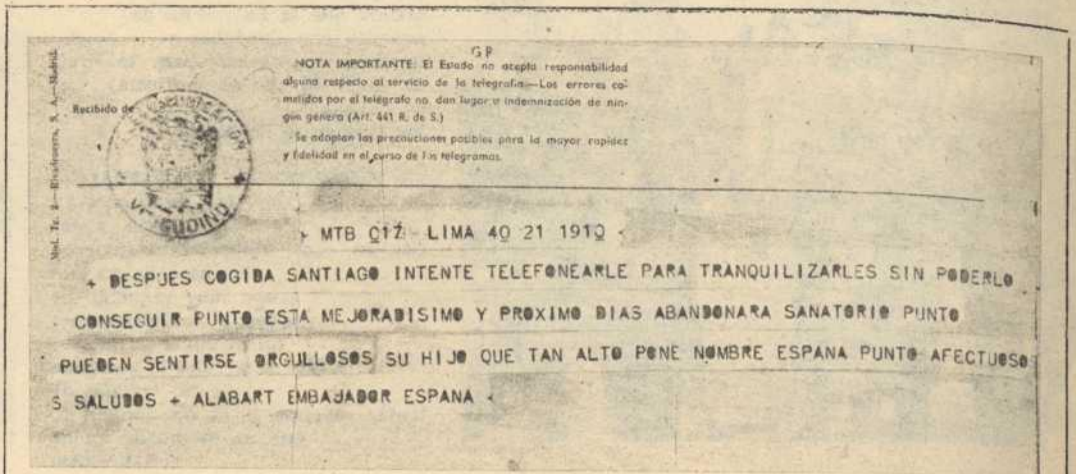 G P
NOTA IMPORTANTE: El Estado no acepta responsabilidad
alguna respecto al servicio de la telegrafía.—Los errores co-
metidos por el telégrafo no dan lugar a indemnización de nin-
gún género (Art. 441 R. de S.)
Se adoptan las precauciones posibles para la mayor rapidez
y fidelidad en el curso de los telegramas.
Recibido de
Mod. Tg. 2.— S. A.—Madrid.
+ MTB 017 LIMA 40 21 1910 +
+ DESPUES COGIDA SANTIAGO INTENTE TELEFONEARLE PARA TRANQUILIZARLES SIN PODERLO
CONSEGUIR PUNTO ESTA MEJORADISIMO Y PROXIMO DIAS ABANDONARA SANATORIO PUNTO
PUEDEN SENTIRSE ORGULLOSOS SU HIJO QUE TAN ALTO PONE NOMBRE ESPANA PUNTO AFECTUOSO
S SALUDOS + ALABART EMBAJADOR ESPANA +